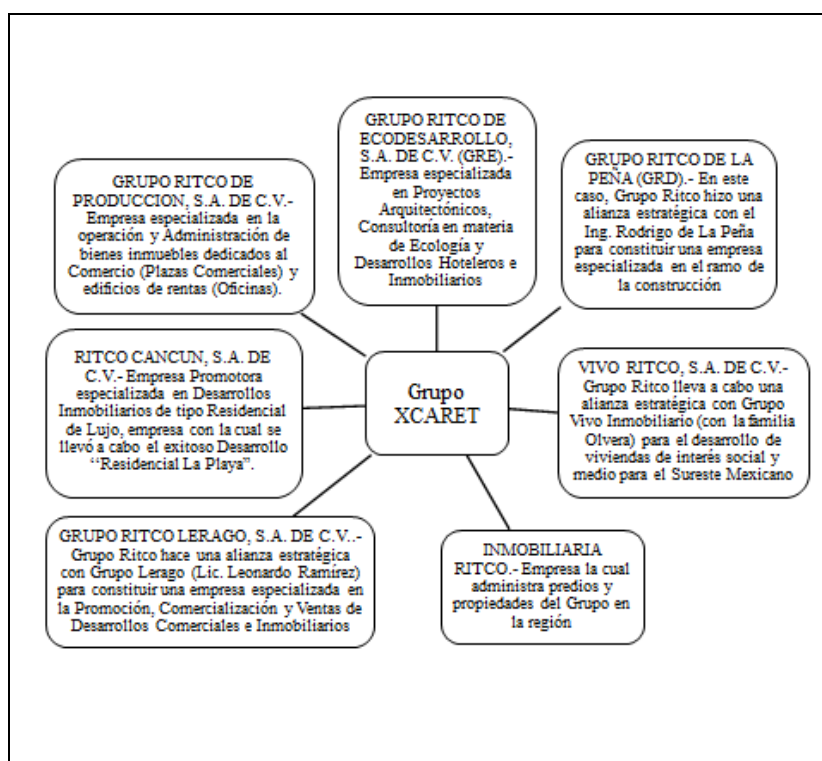 GRUPO RITCO DE
ECODESARROLLO,
S.A. DE C.V. (GRE).-
Empresa especializada
en Proyectos
Arquitectónicos,
Consultoría en materia
de Ecología y
Desarrollos Hoteleros e
Inmobiliarios
GRUPO RITCO DE LA
PEÑA (GRD).- En este
caso, Grupo Ritco hizo una
alianza estratégica con el
Ing. Rodrigo de La Peña
para constituir una empresa
especializada en el ramo de
la construcción
GRUPO RITCO DE
PRODUCCION, S.A. DE C.V.-
Empresa especializada en la
operación y Administración de
bienes inmuebles dedicados al
Comercio (Plazas Comerciales) y
edificios de rentas (Oficinas).
RITCO CANCUN, S.A. DE
C.V.- Empresa Promotora
especializada en Desarrollos
Inmobiliarios de tipo Residencial
de Lujo, empresa con la cual se
llevó a cabo el exitoso Desarrollo
‘‘Residencial La Playa”.
Grupo
XCARET
VIVO RITCO, S.A. DE C.V.-
Grupo Ritco lleva a cabo una
alianza estratégica con Grupo
Vivo Inmobiliario (con la familia
Olvera) para el desarrollo de
viviendas de interés social y
medio para el Sureste Mexicano
GRUPO RITCO LERAGO, S.A. DE C.V..-
Grupo Ritco hace una alianza estratégica
con Grupo Lerago (Lic. Leonardo Ramírez)
para constituir una empresa especializada en
la Promoción, Comercialización y Ventas de
Desarrollos Comerciales e Inmobiliarios
INMOBILIARIA
RITCO.- Empresa la cual
administra predios y
propiedades del Grupo en
la región